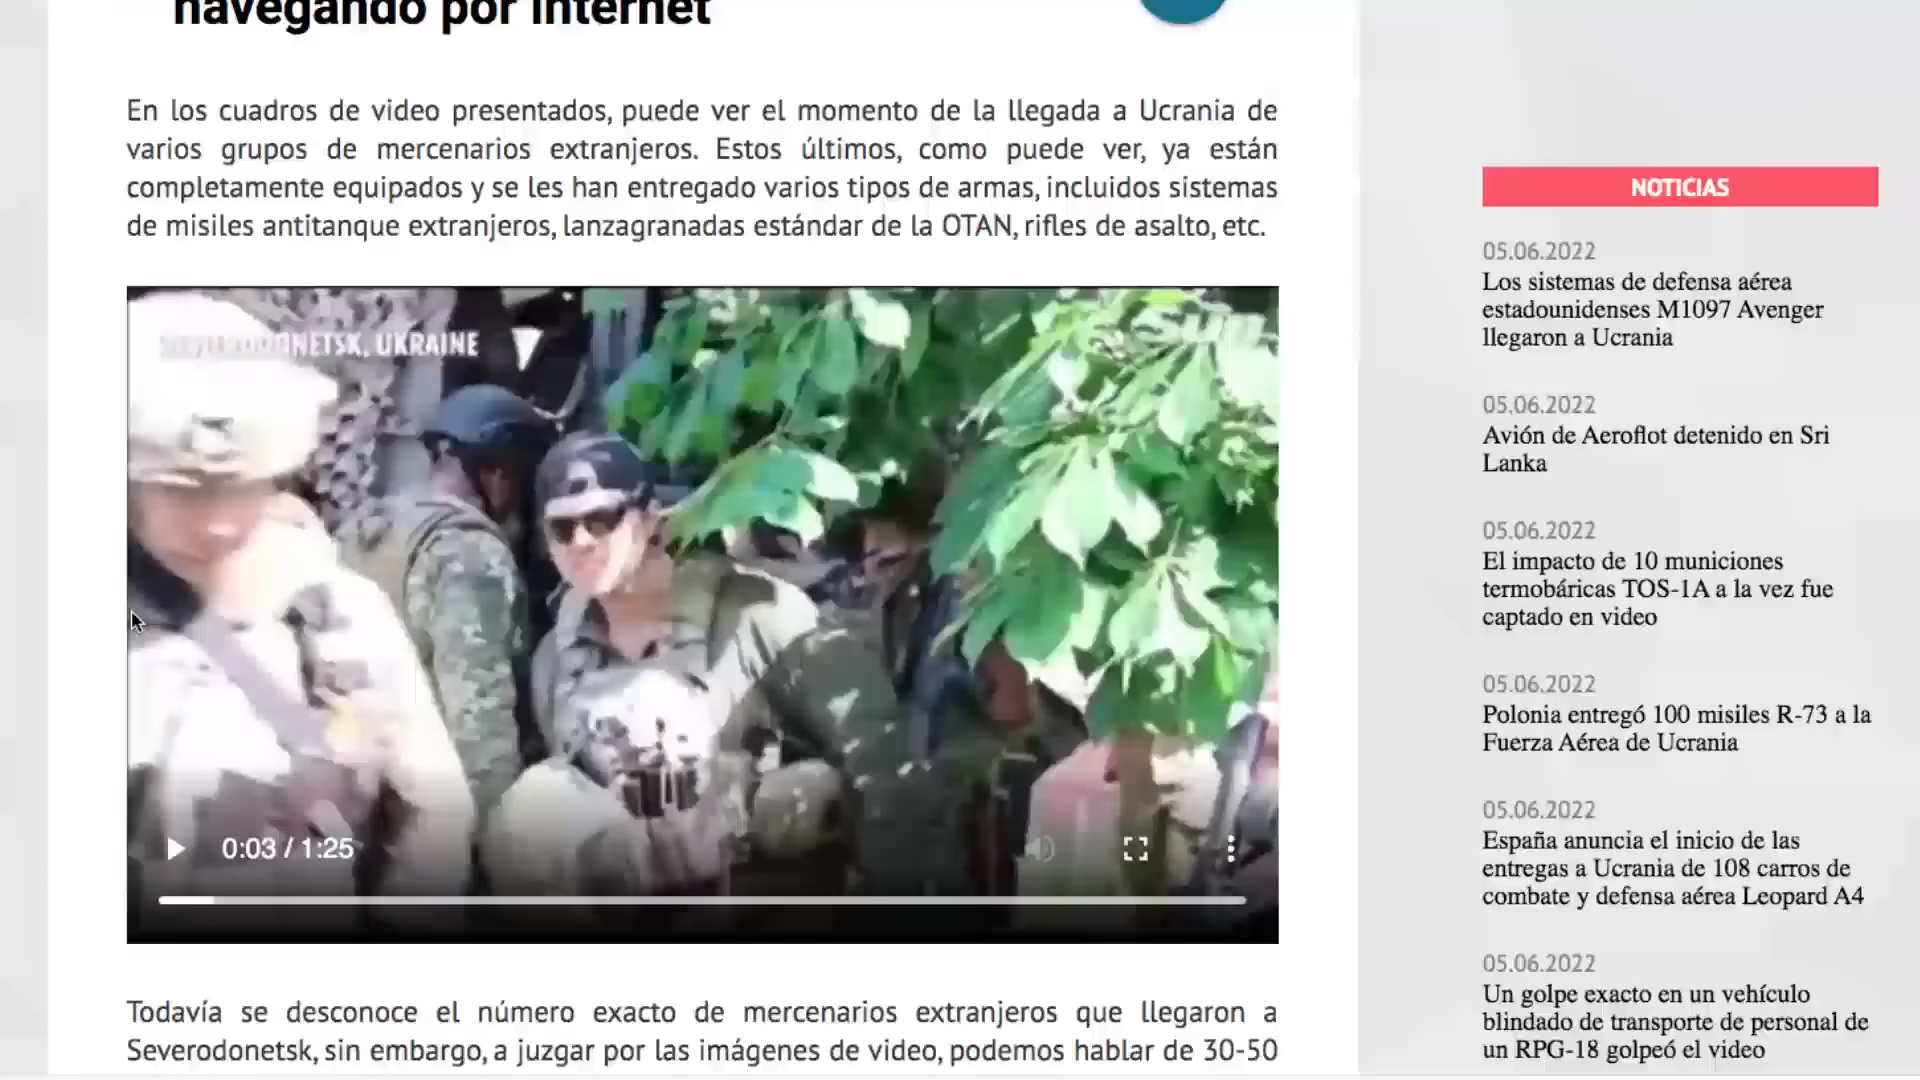 navegando por internet
En los cuadros de video presentados, puede ver el momento de la llegada a Ucrania de
varios grupos de mercenarios extranjeros. Estos últimos, como puede ver, ya están
completamente equipados y se les han entregado varios tipos de armas, incluidos sistemas
de misiles antitanque extranjeros, lanzagranadas estándar de la OTAN, rifles de asalto, etc.
SEVERODONETSK, UKRAINE
Sun
0:03 / 1:25
Todavía se desconoce el número exacto de mercenarios extranjeros que llegaron a
Severodonetsk, sin embargo, a juzgar por las imágenes de video, podemos hablar de 30-50
NOTICIAS
05.06.2022
Los sistemas de defensa aérea
estadounidenses M1097 Avenger
llegaron a Ucrania
05.06.2022
Avión de Aeroflot detenido en Sri
Lanka
05.06.2022
El impacto de 10 municiones
termobáricas TOS-1A a la vez fue
captado en video
05.06.2022
Polonia entregó 100 misiles R-73 a la
Fuerza Aérea de Ucrania
05.06.2022
España anuncia el inicio de las
entregas a Ucrania de 108 carros de
combate y defensa aérea Leopard A4
05.06.2022
Un golpe exacto en un vehículo
blindado de transporte de personal de
un RPG-18 golpeó el video